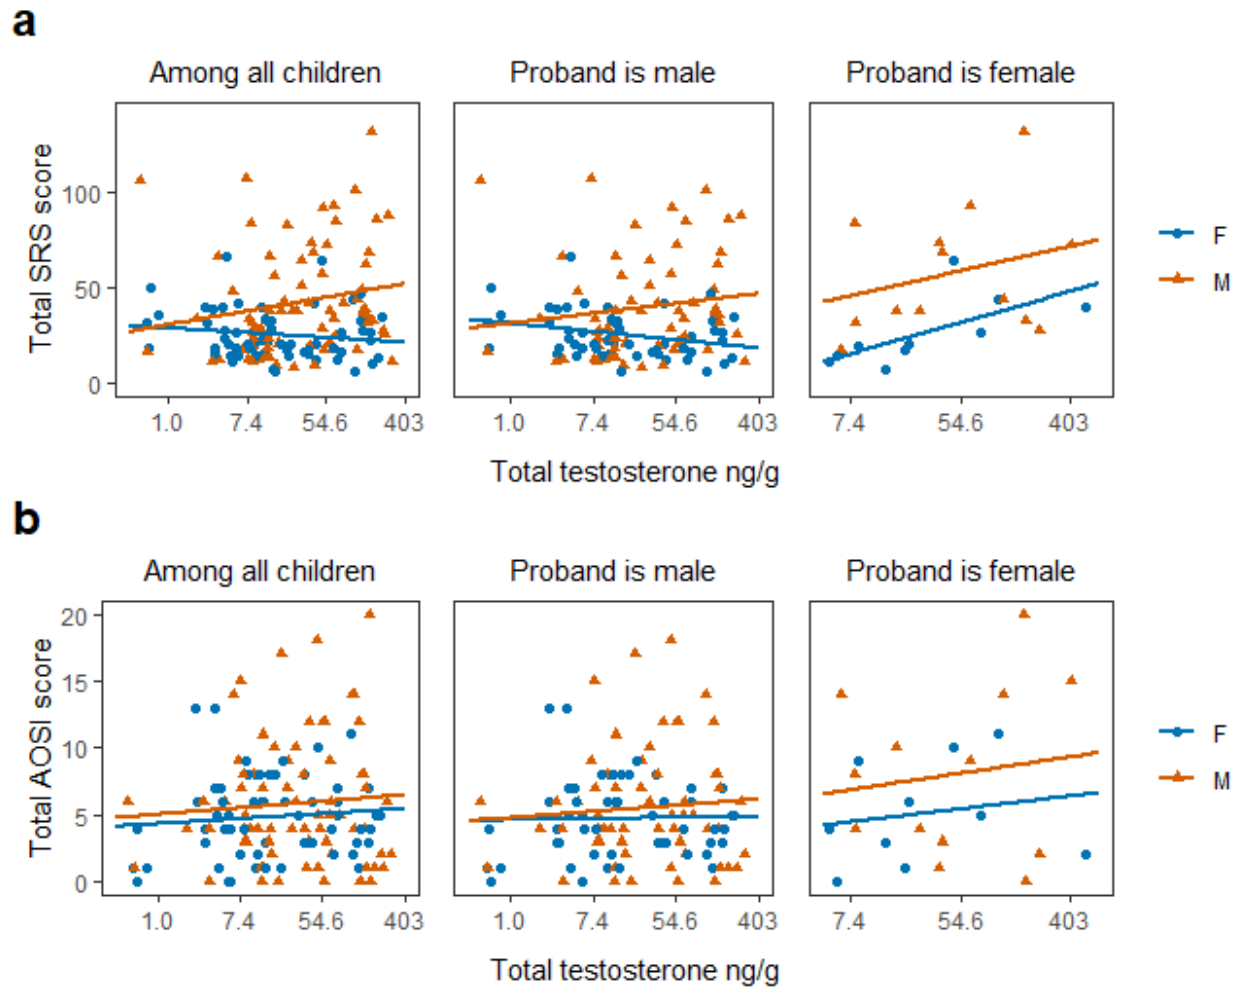 a
Among all children
Proband is male
Proband is female
Total SRS score
100
50
0
1.0 7.4 54.6 403
1.0 7.4 54.6 403
7.4 54.6 403
Total testosterone ng/g
F
M
b
Among all children
Proband is male
Proband is female
Total AOSI score
20
15
10
5
0
1.0 7.4 54.6 403
1.0 7.4 54.6 403
7.4 54.6 403
Total testosterone ng/g
F
M